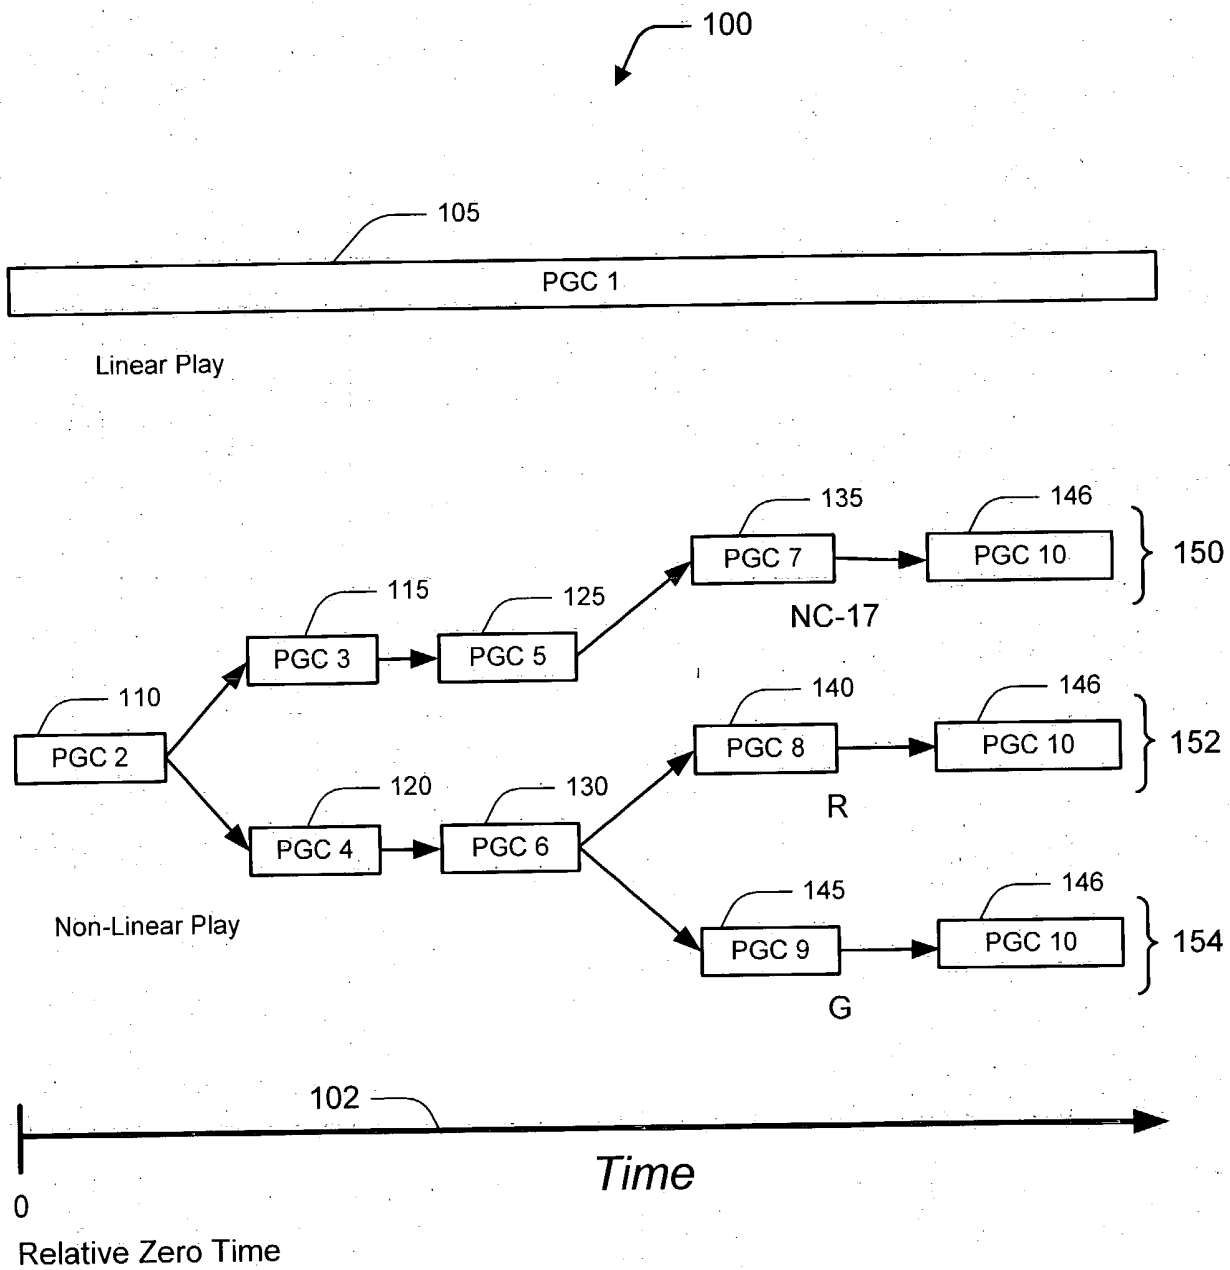 100
105
PGC 1
Linear Play
135
146
PGC 7
PGC 10
150
NC-17
115
125
PGC 3
PGC 5
110
PGC 2
140
146
PGC 8
PGC 10
152
R
120
130
PGC 4
PGC 6
145
146
Non-Linear Play
PGC 9
PGC 10
154
G
102
Time
0
Relative Zero Time